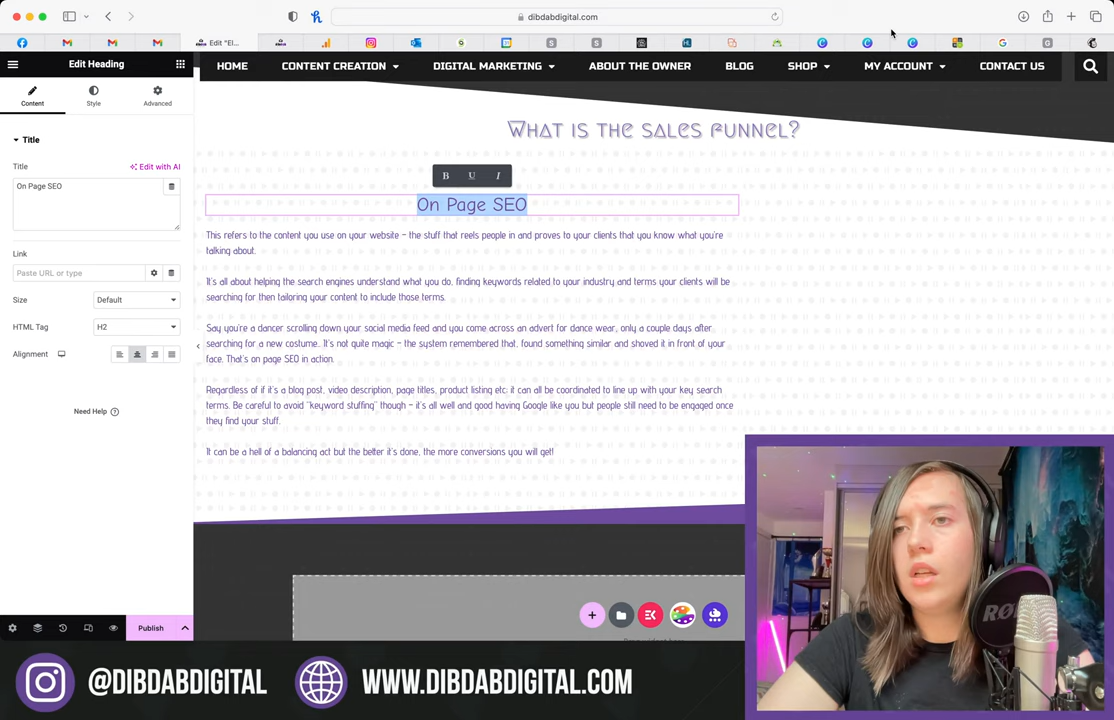 dibdabdigital.com
Edit "El...
Edit Heading
HOME
CONTENT CREATION
DIGITAL MARKETING
ABOUT THE OWNER
BLOG
SHOP
MY ACCOUNT
CONTACT US
Content
Style
Advanced
Title
Title
Edit with AI
On Page SEO
Link
Paste URL or type
Size
Default
HTML Tag
H2
Alignment
Need Help
Publish
What is the sales funnel?
B U I
On Page SEO
This refers to the content you use on your website - the stuff that reels people in and proves to your clients that you know what you're
talking about.
It's all about helping the search engines understand what you do, finding keywords related to your industry and terms your clients will be
searching for then tailoring your content to include those terms.
Say you're a dancer scrolling down your social media feed and you come across an advert for dance wear, only a couple days after
searching for a new costume. It's not quite magic - the system remembered that, found something similar and shoved it in front of your
face. That's on page SEO in action.
Regardless of if it's a blog post, video description, page titles, product listing etc; it can all be coordinated to line up with your key search
terms. Be careful to avoid "keyword stuffing" though - it's all well and good having Google like you but people still need to be engaged once
they find your stuff.
It can be a hell of a balancing act but the better it's done, the more conversions you will get!
@DIBDABDIGITAL
WWW.DIBDABDIGITAL.COM